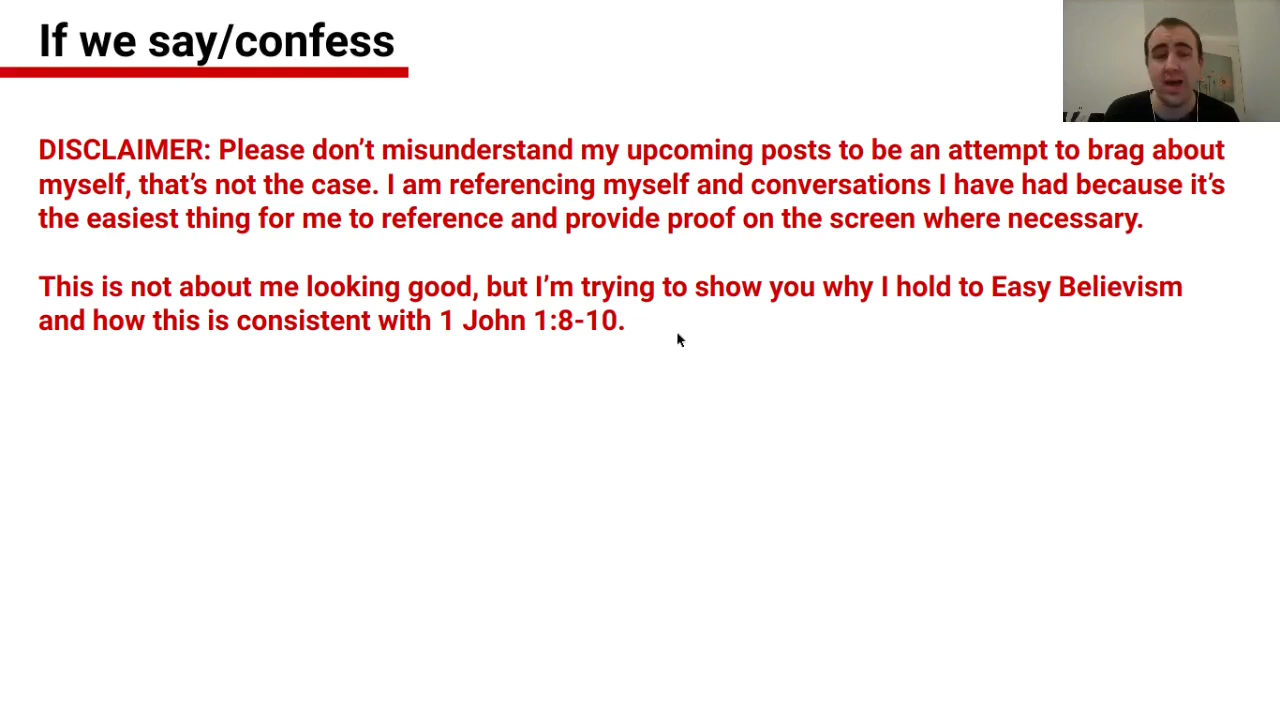 If we say/confess
DISCLAIMER: Please don’t misunderstand my upcoming posts to be an attempt to brag about
myself, that’s not the case. I am referencing myself and conversations I have had because it’s
the easiest thing for me to reference and provide proof on the screen where necessary.
This is not about me looking good, but I’m trying to show you why I hold to Easy Believism
and how this is consistent with 1 John 1:8-10.